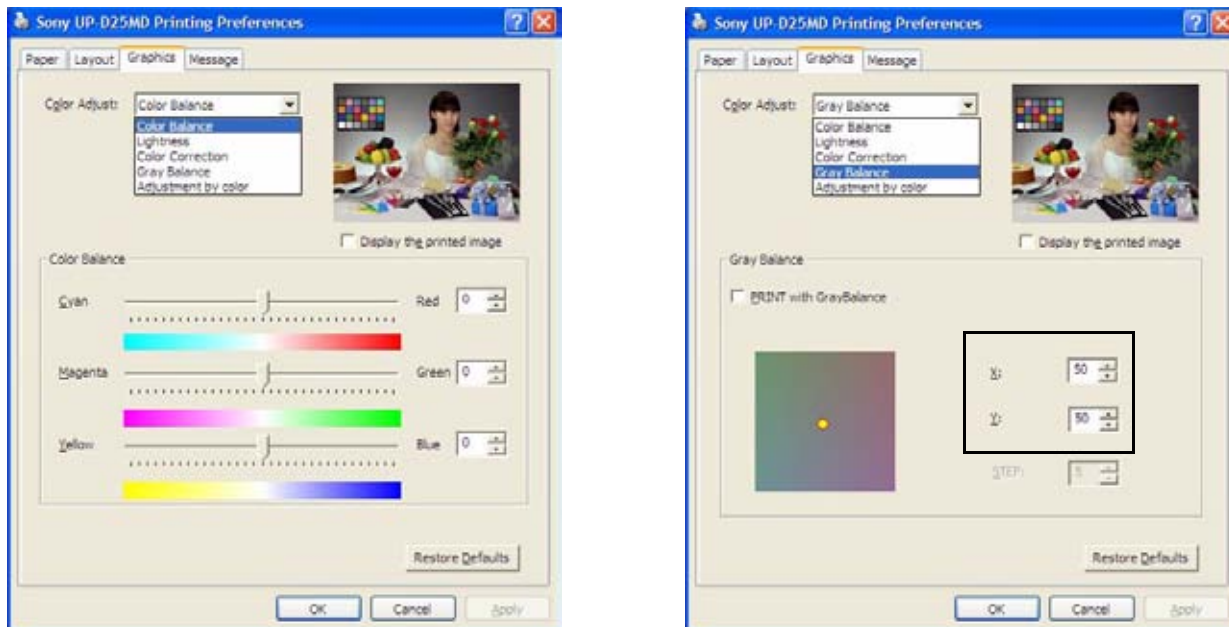 Sony UP-D25MD Printing Preferences
Paper Layout Graphics Message
Color Adjust: Color Balance
Color Balance
Lightness
Color Correction
Gray Balance
Adjustment by color
Display the printed image
Color Balance
Cyan Red 0
Magenta Green 0
Yellow Blue 0
Restore Defaults
OK Cancel Apply
Sony UP-D25MD Printing Preferences
Paper Layout Graphics Message
Color Adjust: Gray Balance
Color Balance
Lightness
Color Correction
Gray Balance
Adjustment by color
Display the printed image
Gray Balance
PRINT with GrayBalance
X: 50
Y: 50
STEP: 5
Restore Defaults
OK Cancel Apply